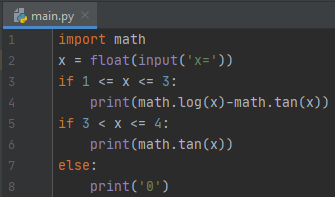 main.py
1 import math
2 x = float(input('x='))
3 if 1 <= x <= 3:
4     print(math.log(x)-math.tan(x))
5 if 3 < x <= 4:
6     print(math.tan(x))
7 else:
8     print('0')